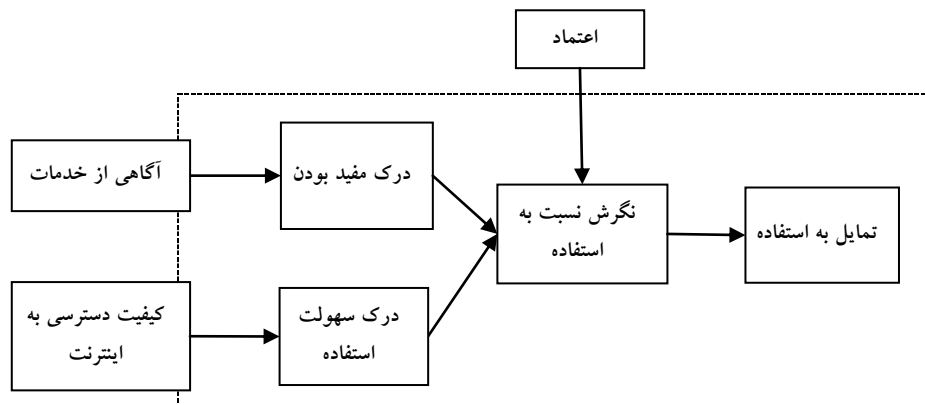 اعتماد
آگاهی از خدمات
درک مفید بودن
نگرش نسبت به
استفاده
تمایل به استفاده
کیفیت دسترسی به
اینترنت
درک سهولت
استفاده